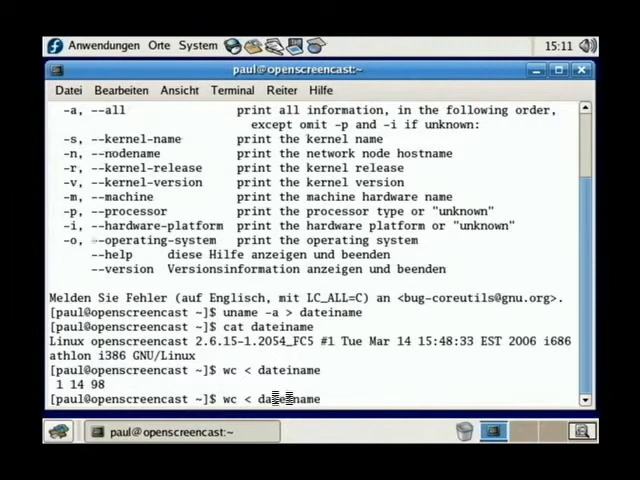 Anwendungen Orte System 15:11
paul@openscreencast:~
Datei Bearbeiten Ansicht Terminal Reiter Hilfe
-a, --all print all information, in the following order,
except omit -p and -i if unknown:
-s, --kernel-name print the kernel name
-n, --nodename print the network node hostname
-r, --kernel-release print the kernel release
-v, --kernel-version print the kernel version
-m, --machine print the machine hardware name
-p, --processor print the processor type or "unknown"
-i, --hardware-platform print the hardware platform or "unknown"
-o, --operating-system print the operating system
--help diese Hilfe anzeigen und beenden
--version Versionsinformation anzeigen und beenden
Melden Sie Fehler (auf Englisch, mit LC_ALL=C) an <bug-coreutils@gnu.org>.
[paul@openscreencast ~]$ uname -a > dateiname
[paul@openscreencast ~]$ cat dateiname
Linux openscreencast 2.6.15-1.2054_FC5 #1 Tue Mar 14 15:48:33 EST 2006 i686
athlon i386 GNU/Linux
[paul@openscreencast ~]$ wc < dateiname
1 14 98
[paul@openscreencast ~]$ wc < dateiname
paul@openscreencast:~